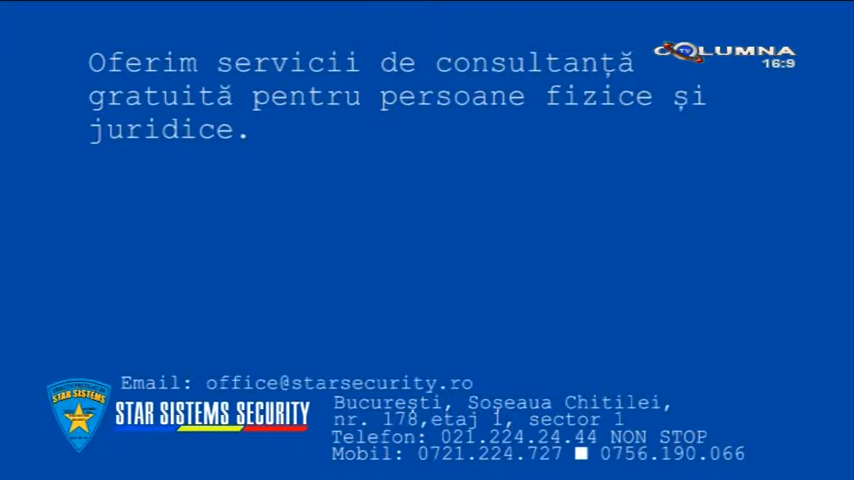 Oferim servicii de consultanță
gratuită pentru persoane fizice și
juridice.
COLUMNA
TV
16:9
Email: office@starsecurity.ro
STAR SISTEMS
STAR SISTEMS SECURITY
București, Soșeaua Chitilei,
nr. 178,etaj 1, sector 1
Telefon: 021.224.24.44 NON STOP
Mobil: 0721.224.727 ■ 0756.190.066